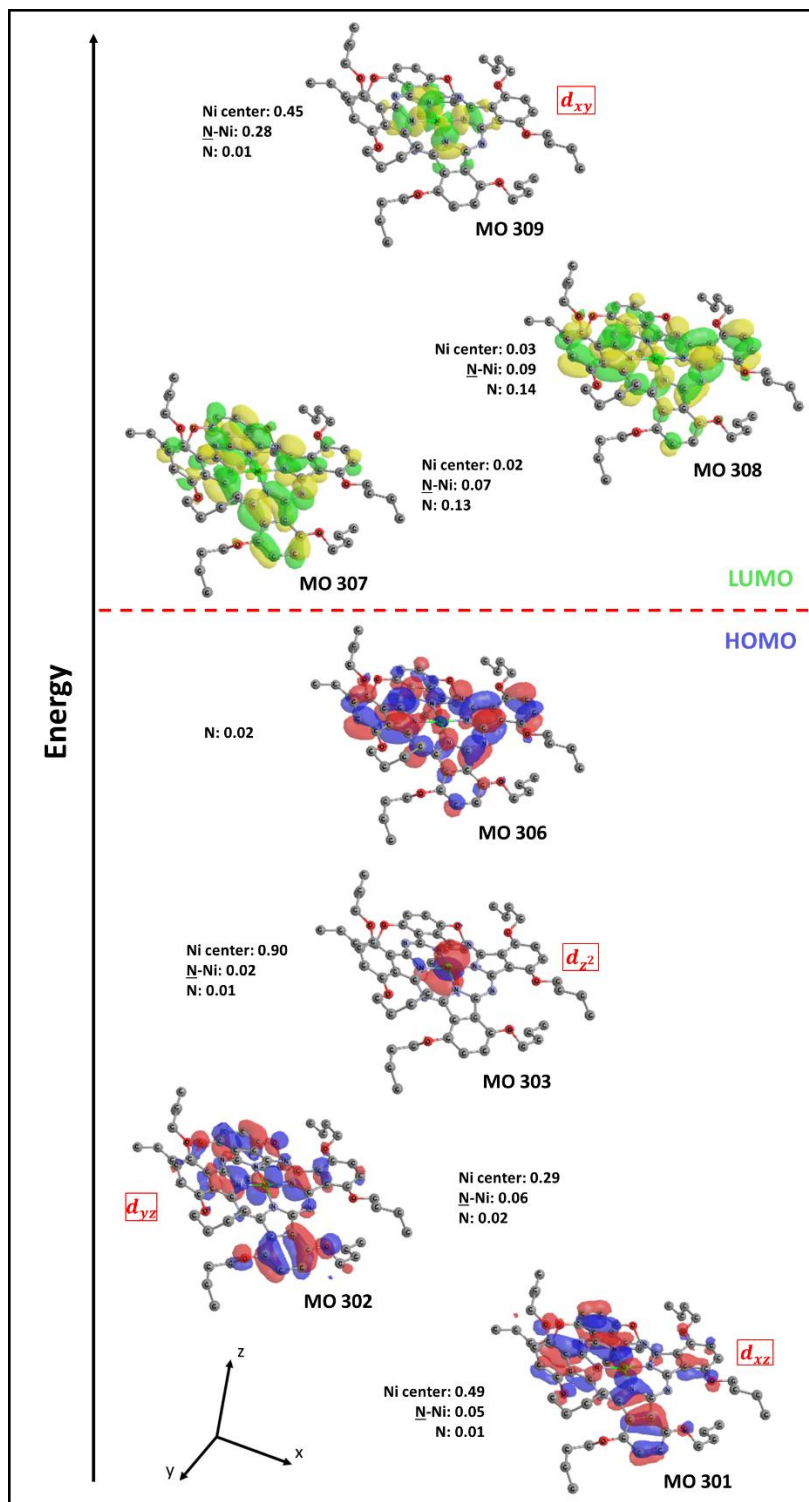 Ni center: 0.45
N-Ni: 0.28
N: 0.01
d_xy
MO 309
Ni center: 0.03
N-Ni: 0.09
N: 0.14
MO 308
Ni center: 0.02
N-Ni: 0.07
N: 0.13
MO 307
LUMO
HOMO
Energy
N: 0.02
MO 306
Ni center: 0.90
N-Ni: 0.02
N: 0.01
d_z²
MO 303
d_yz
Ni center: 0.29
N-Ni: 0.06
N: 0.02
MO 302
d_xz
Ni center: 0.49
N-Ni: 0.05
N: 0.01
MO 301
z
x
y